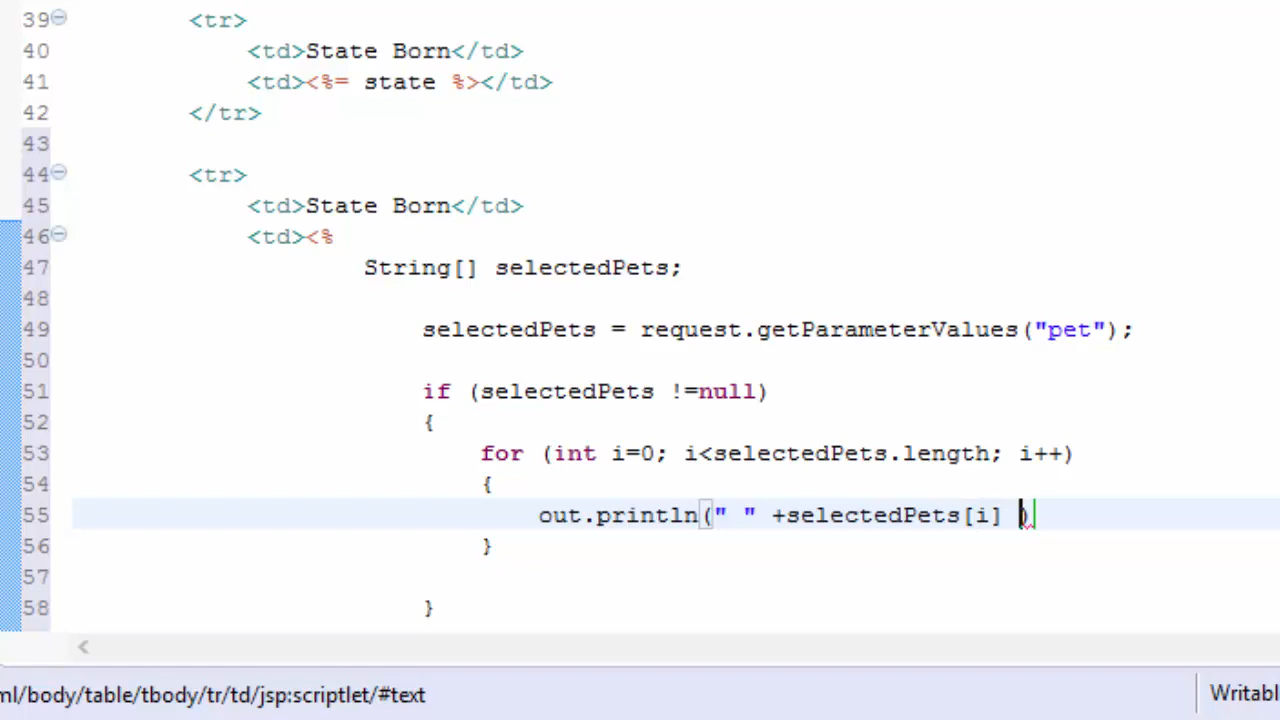 39 <tr>
40 <td>State Born</td>
41 <td><%= state %></td>
42 </tr>
43
44 <tr>
45 <td>State Born</td>
46 <td><%
47 String[] selectedPets;
48
49 selectedPets = request.getParameterValues("pet");
50
51 if (selectedPets !=null)
52 {
53 for (int i=0; i<selectedPets.length; i++)
54 {
55 out.println(" " +selectedPets[i] )
56 }
57
58 }
ml/body/table/tbody/tr/td/jsp:scriptlet/#text
Writabl